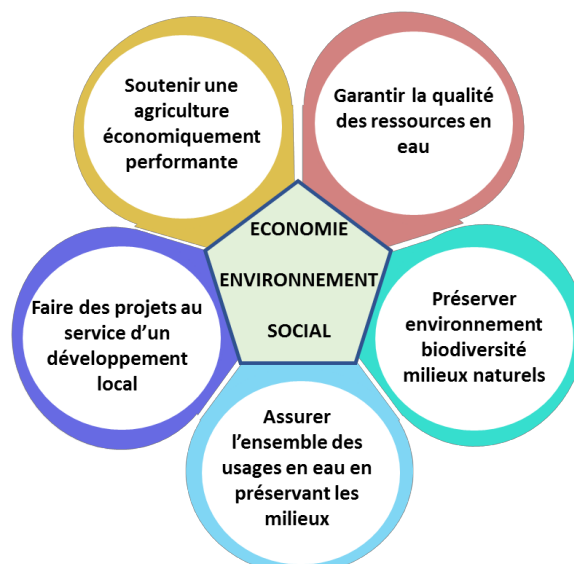 Soutenir une
agriculture
économiquement
performante
Garantir la qualité
des ressources en
eau
ECONOMIE
ENVIRONNEMENT
SOCIAL
Faire des projets au
service d’un
développement
local
Préserver
environnement
biodiversité
milieux naturels
Assurer
l’ensemble des
usages en eau en
préservant les
milieux